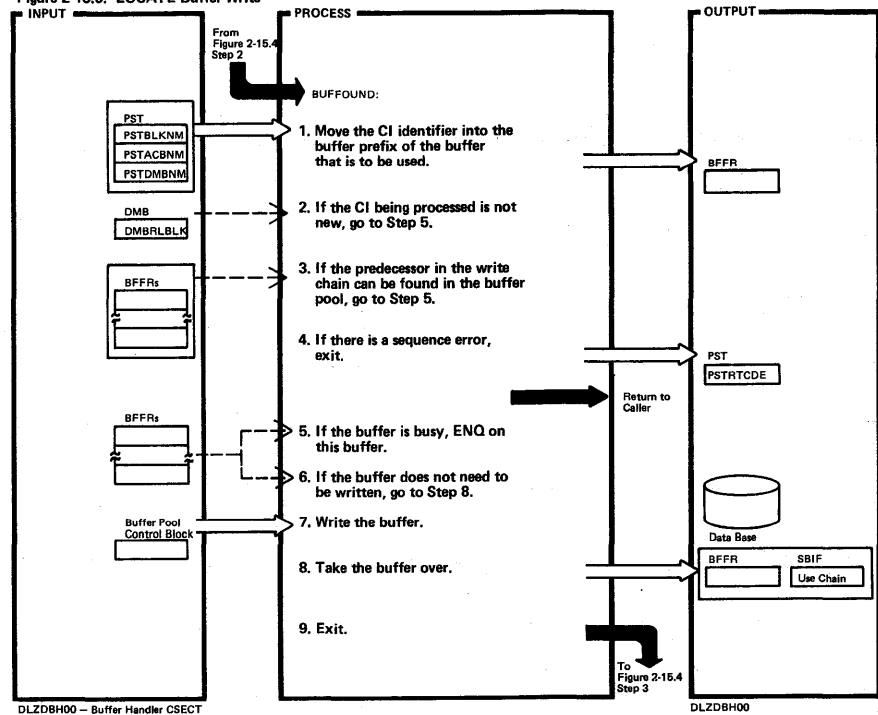 Figure 2-15.5. LOCATE Buffer Write
INPUT
PROCESS
OUTPUT
From
Figure 2-15.4
Step 2
BUFFOUND:
PST
PSTBLKNM
PSTACBNM
PSTDMBNM
1. Move the CI identifier into the
buffer prefix of the buffer
that is to be used.
BFFR
DMB
DMBRLBLK
2. If the CI being processed is not
new, go to Step 5.
BFFRs
3. If the predecessor in the write
chain can be found in the buffer
pool, go to Step 5.
4. If there is a sequence error,
exit.
PST
PSTRTCDE
Return to
Caller
BFFRs
5. If the buffer is busy, ENQ on
this buffer.
6. If the buffer does not need to
be written, go to Step 8.
Buffer Pool
Control Block
7. Write the buffer.
Data Base
8. Take the buffer over.
BFFR
SBIF
Use Chain
9. Exit.
To
Figure 2-15.4
Step 3
DLZDBH00 – Buffer Handler CSECT
DLZDBH00